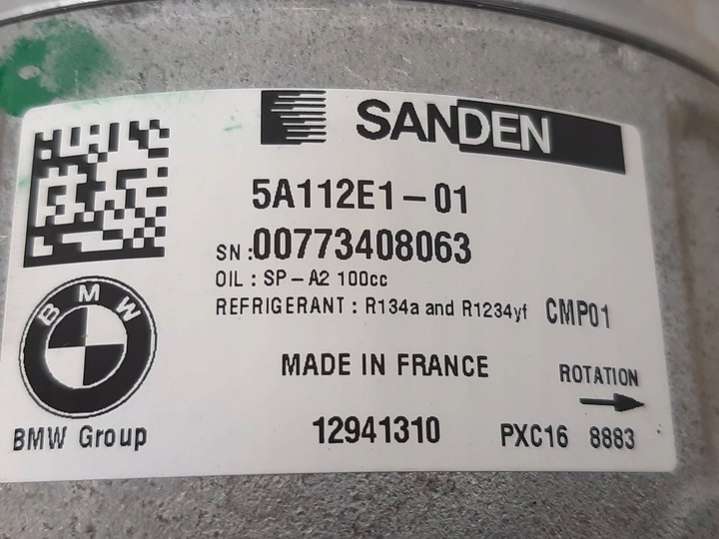 SANDEN
5A112E1-01
SN:00773408063
OIL : SP-A2 100cc
REFRIGERANT : R134a and R1234yf CMP01
MADE IN FRANCE
ROTATION
BMW
BMW Group
12941310
PXC16 8883